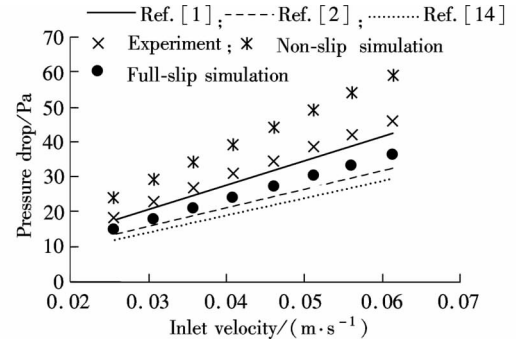 Ref. [1]; Ref. [2]; Ref. [14]
Experiment; Non-slip simulation
Full-slip simulation
70
60
50
40
30
20
10
0
Pressure drop/Pa
0.02 0.03 0.04 0.05 0.06 0.07
Inlet velocity/(m·s⁻¹)